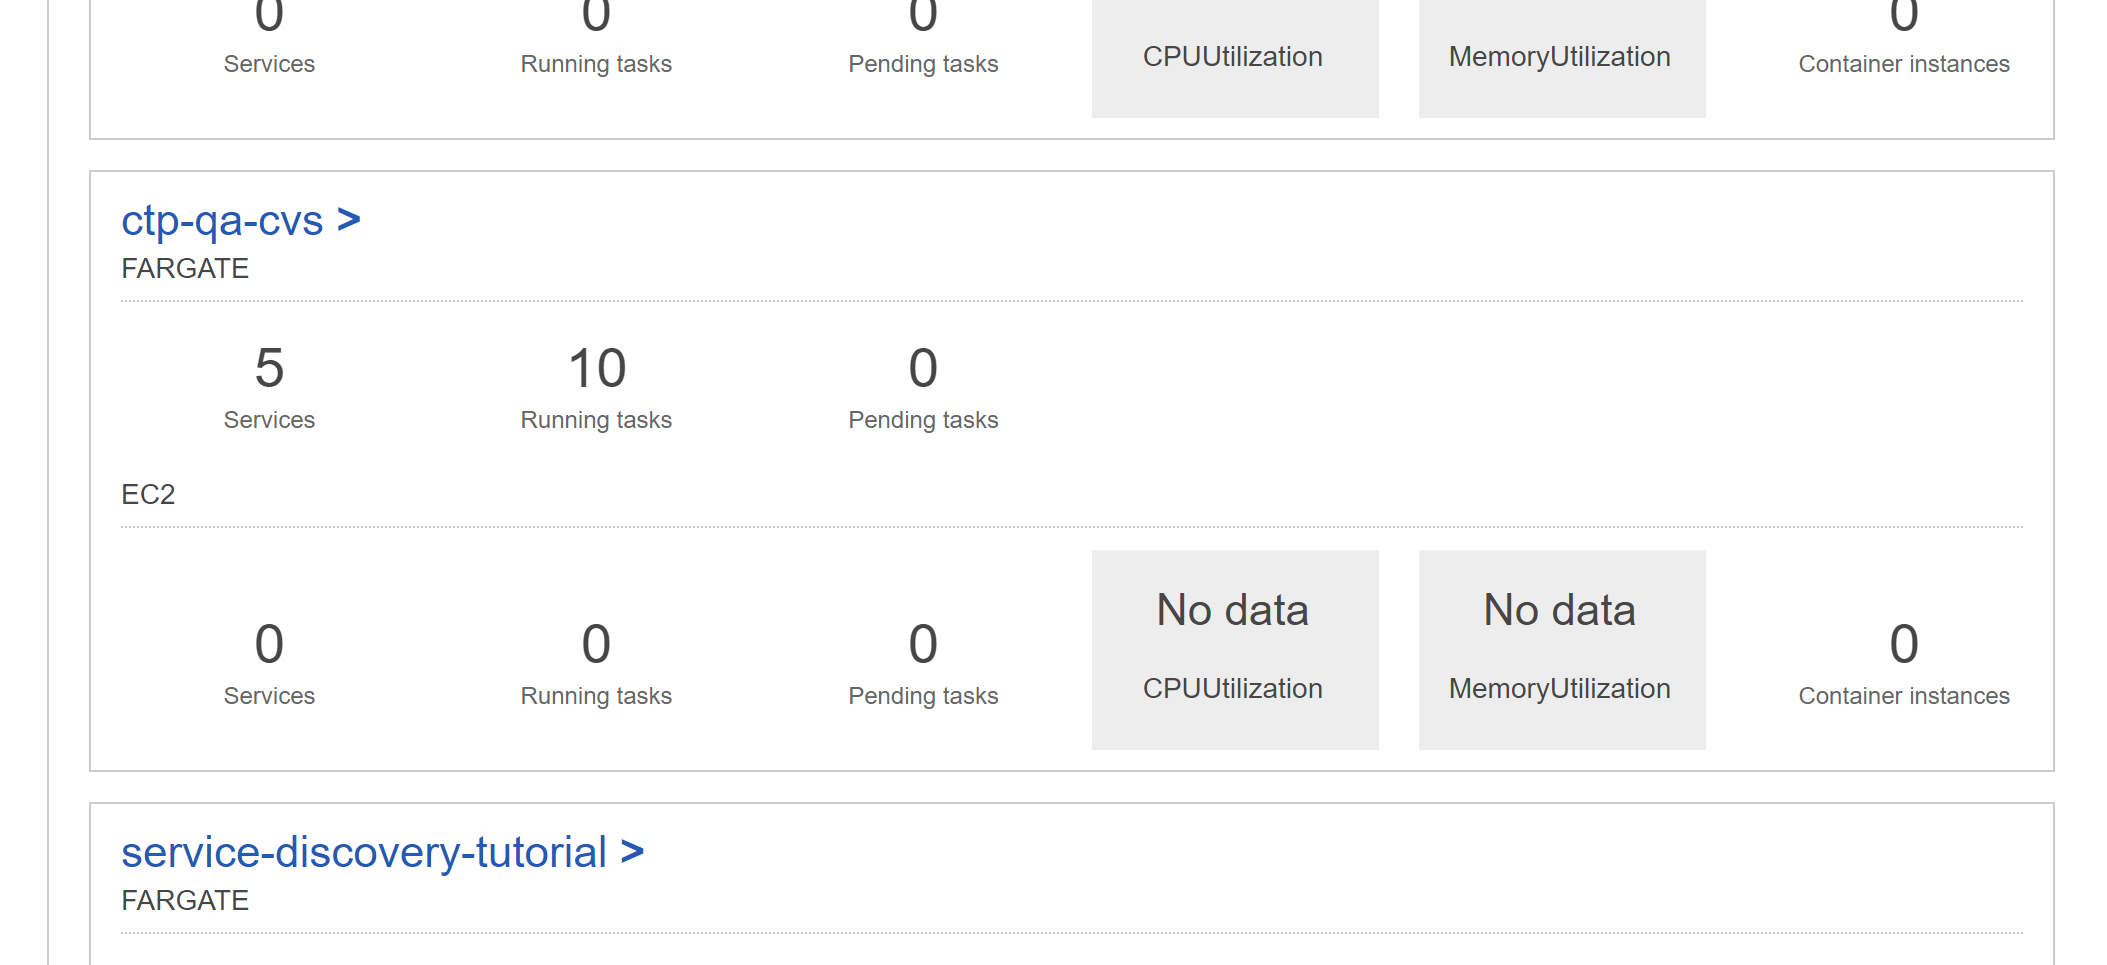 0 0 0 0
Services Running tasks Pending tasks CPUUtilization MemoryUtilization Container instances
ctp-qa-cvs >
FARGATE
5 10 0
Services Running tasks Pending tasks
EC2
No data No data
0 0 0 0
CPUUtilization MemoryUtilization
Services Running tasks Pending tasks Container instances
service-discovery-tutorial >
FARGATE